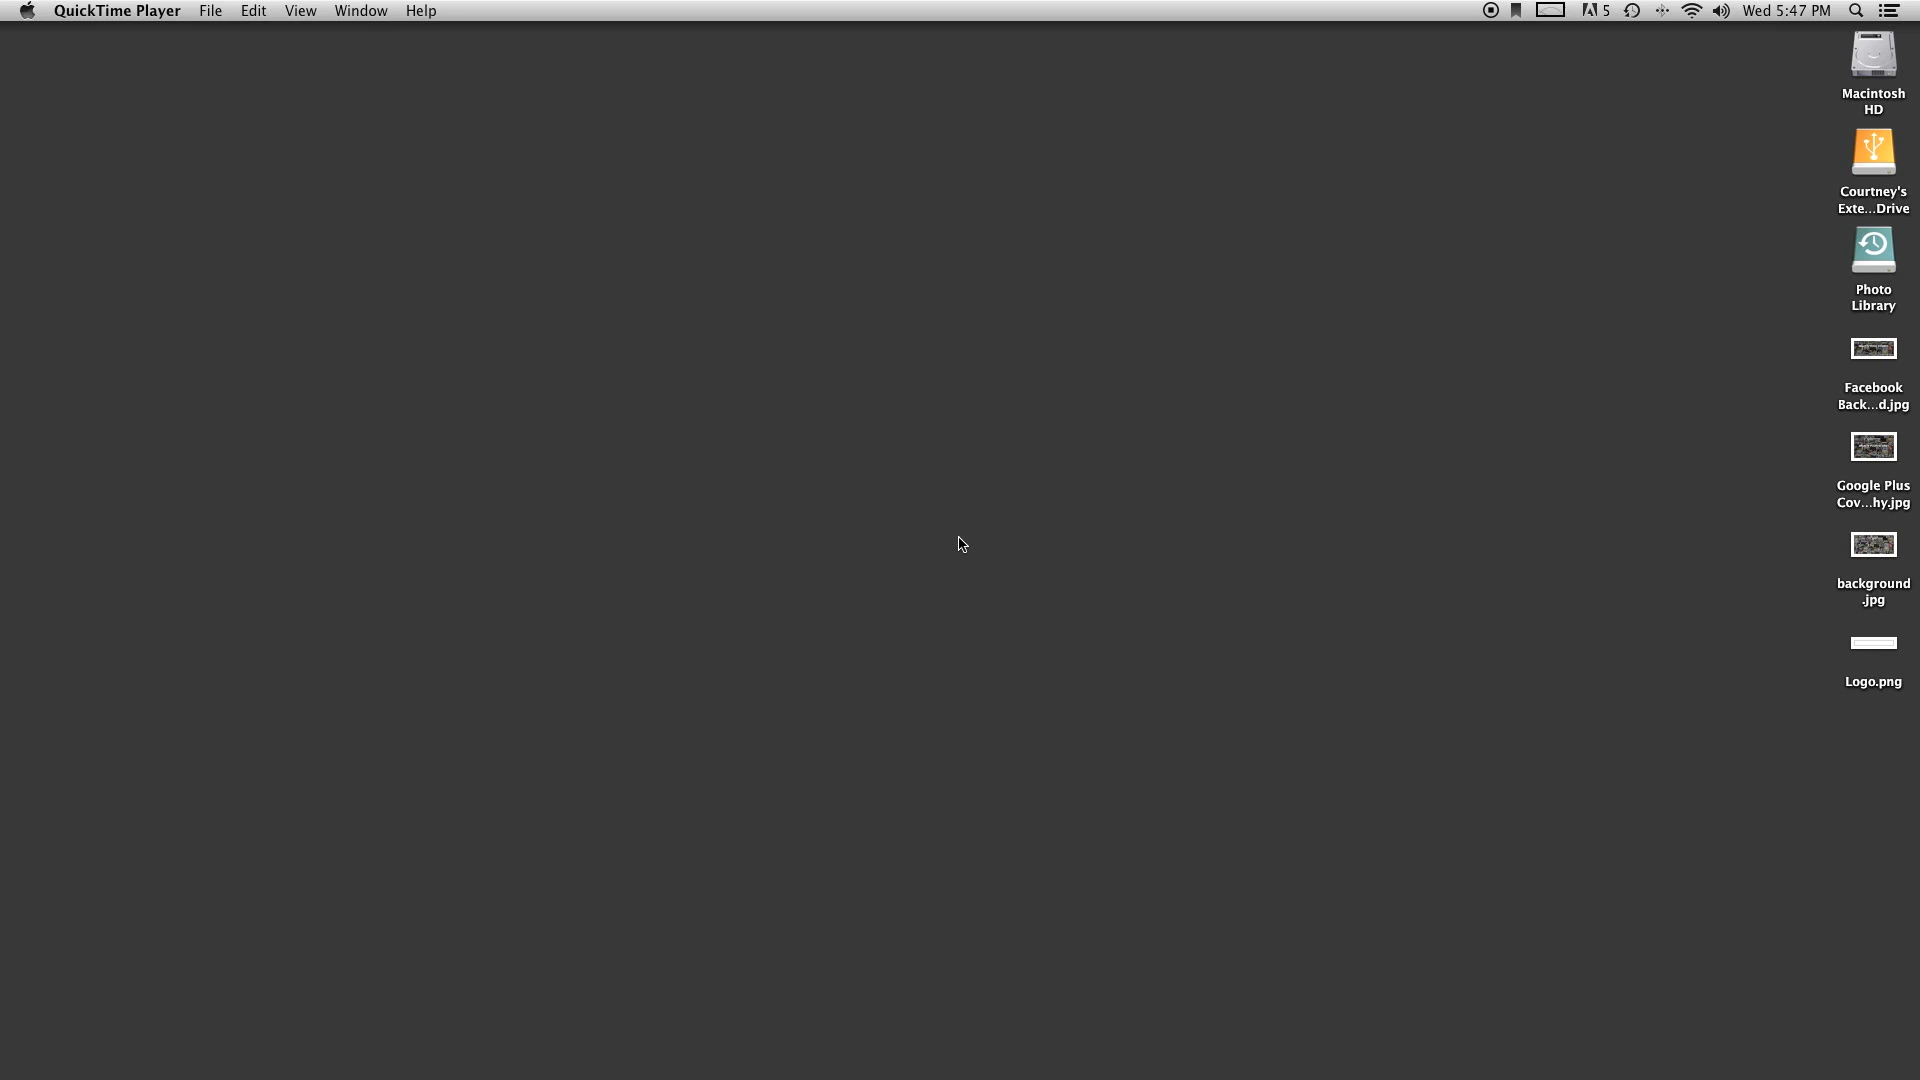 QuickTime Player File Edit View Window Help 5 Wed 5:47 PM
Macintosh
HD
Courtney's
Exte...Drive
Photo
Library
Facebook
Back...d.jpg
Google Plus
Cov...hy.jpg
background
.jpg
Logo.png